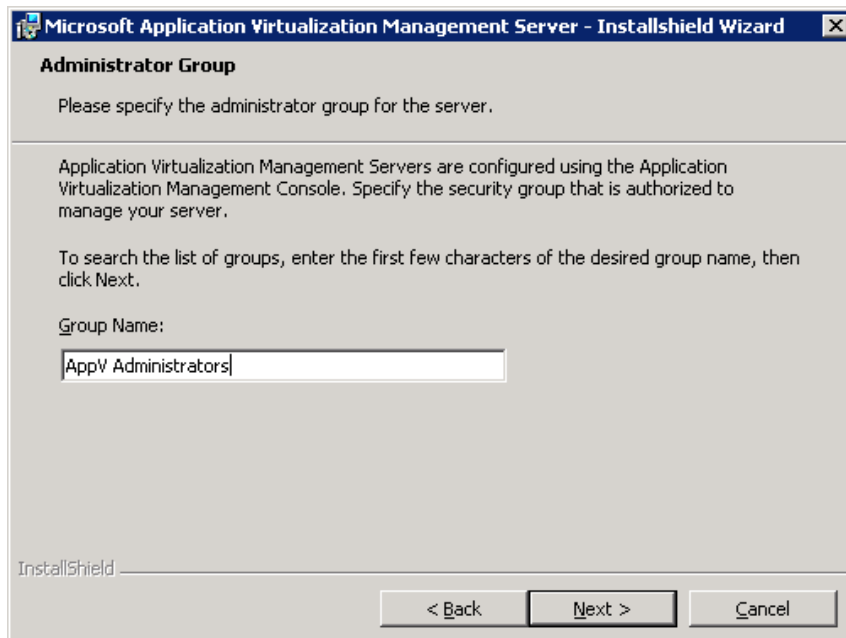 Microsoft Application Virtualization Management Server - Installshield Wizard
Administrator Group
Please specify the administrator group for the server.
Application Virtualization Management Servers are configured using the Application
Virtualization Management Console. Specify the security group that is authorized to
manage your server.
To search the list of groups, enter the first few characters of the desired group name, then
click Next.
Group Name:
AppV Administrators
InstallShield
< Back Next > Cancel